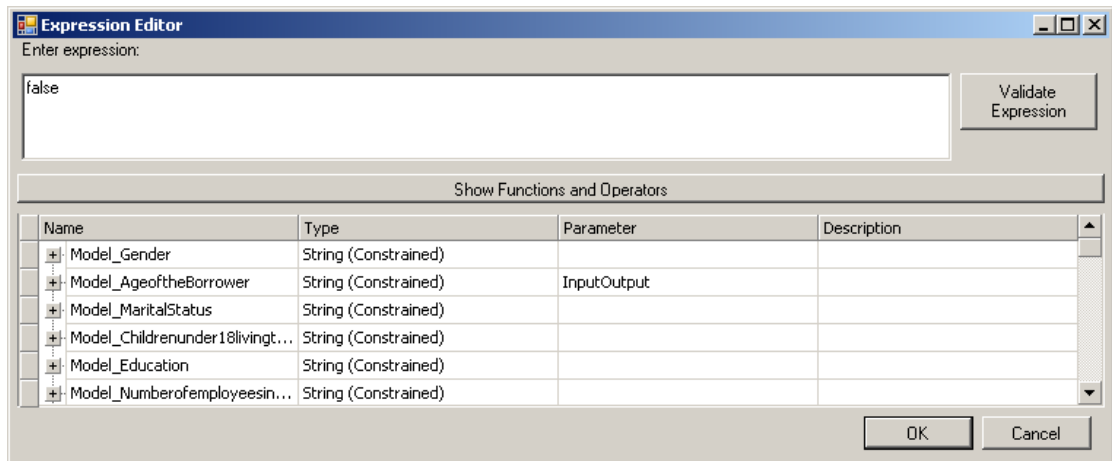 Expression Editor
Enter expression:
false
Validate
Expression
Show Functions and Operators
Name Type Parameter Description
Model_Gender String (Constrained)
Model_AgeoftheBorrower String (Constrained) InputOutput
Model_MaritalStatus String (Constrained)
Model_Childrenunder18livingt... String (Constrained)
Model_Education String (Constrained)
Model_Numberofemployeesin... String (Constrained)
OK Cancel